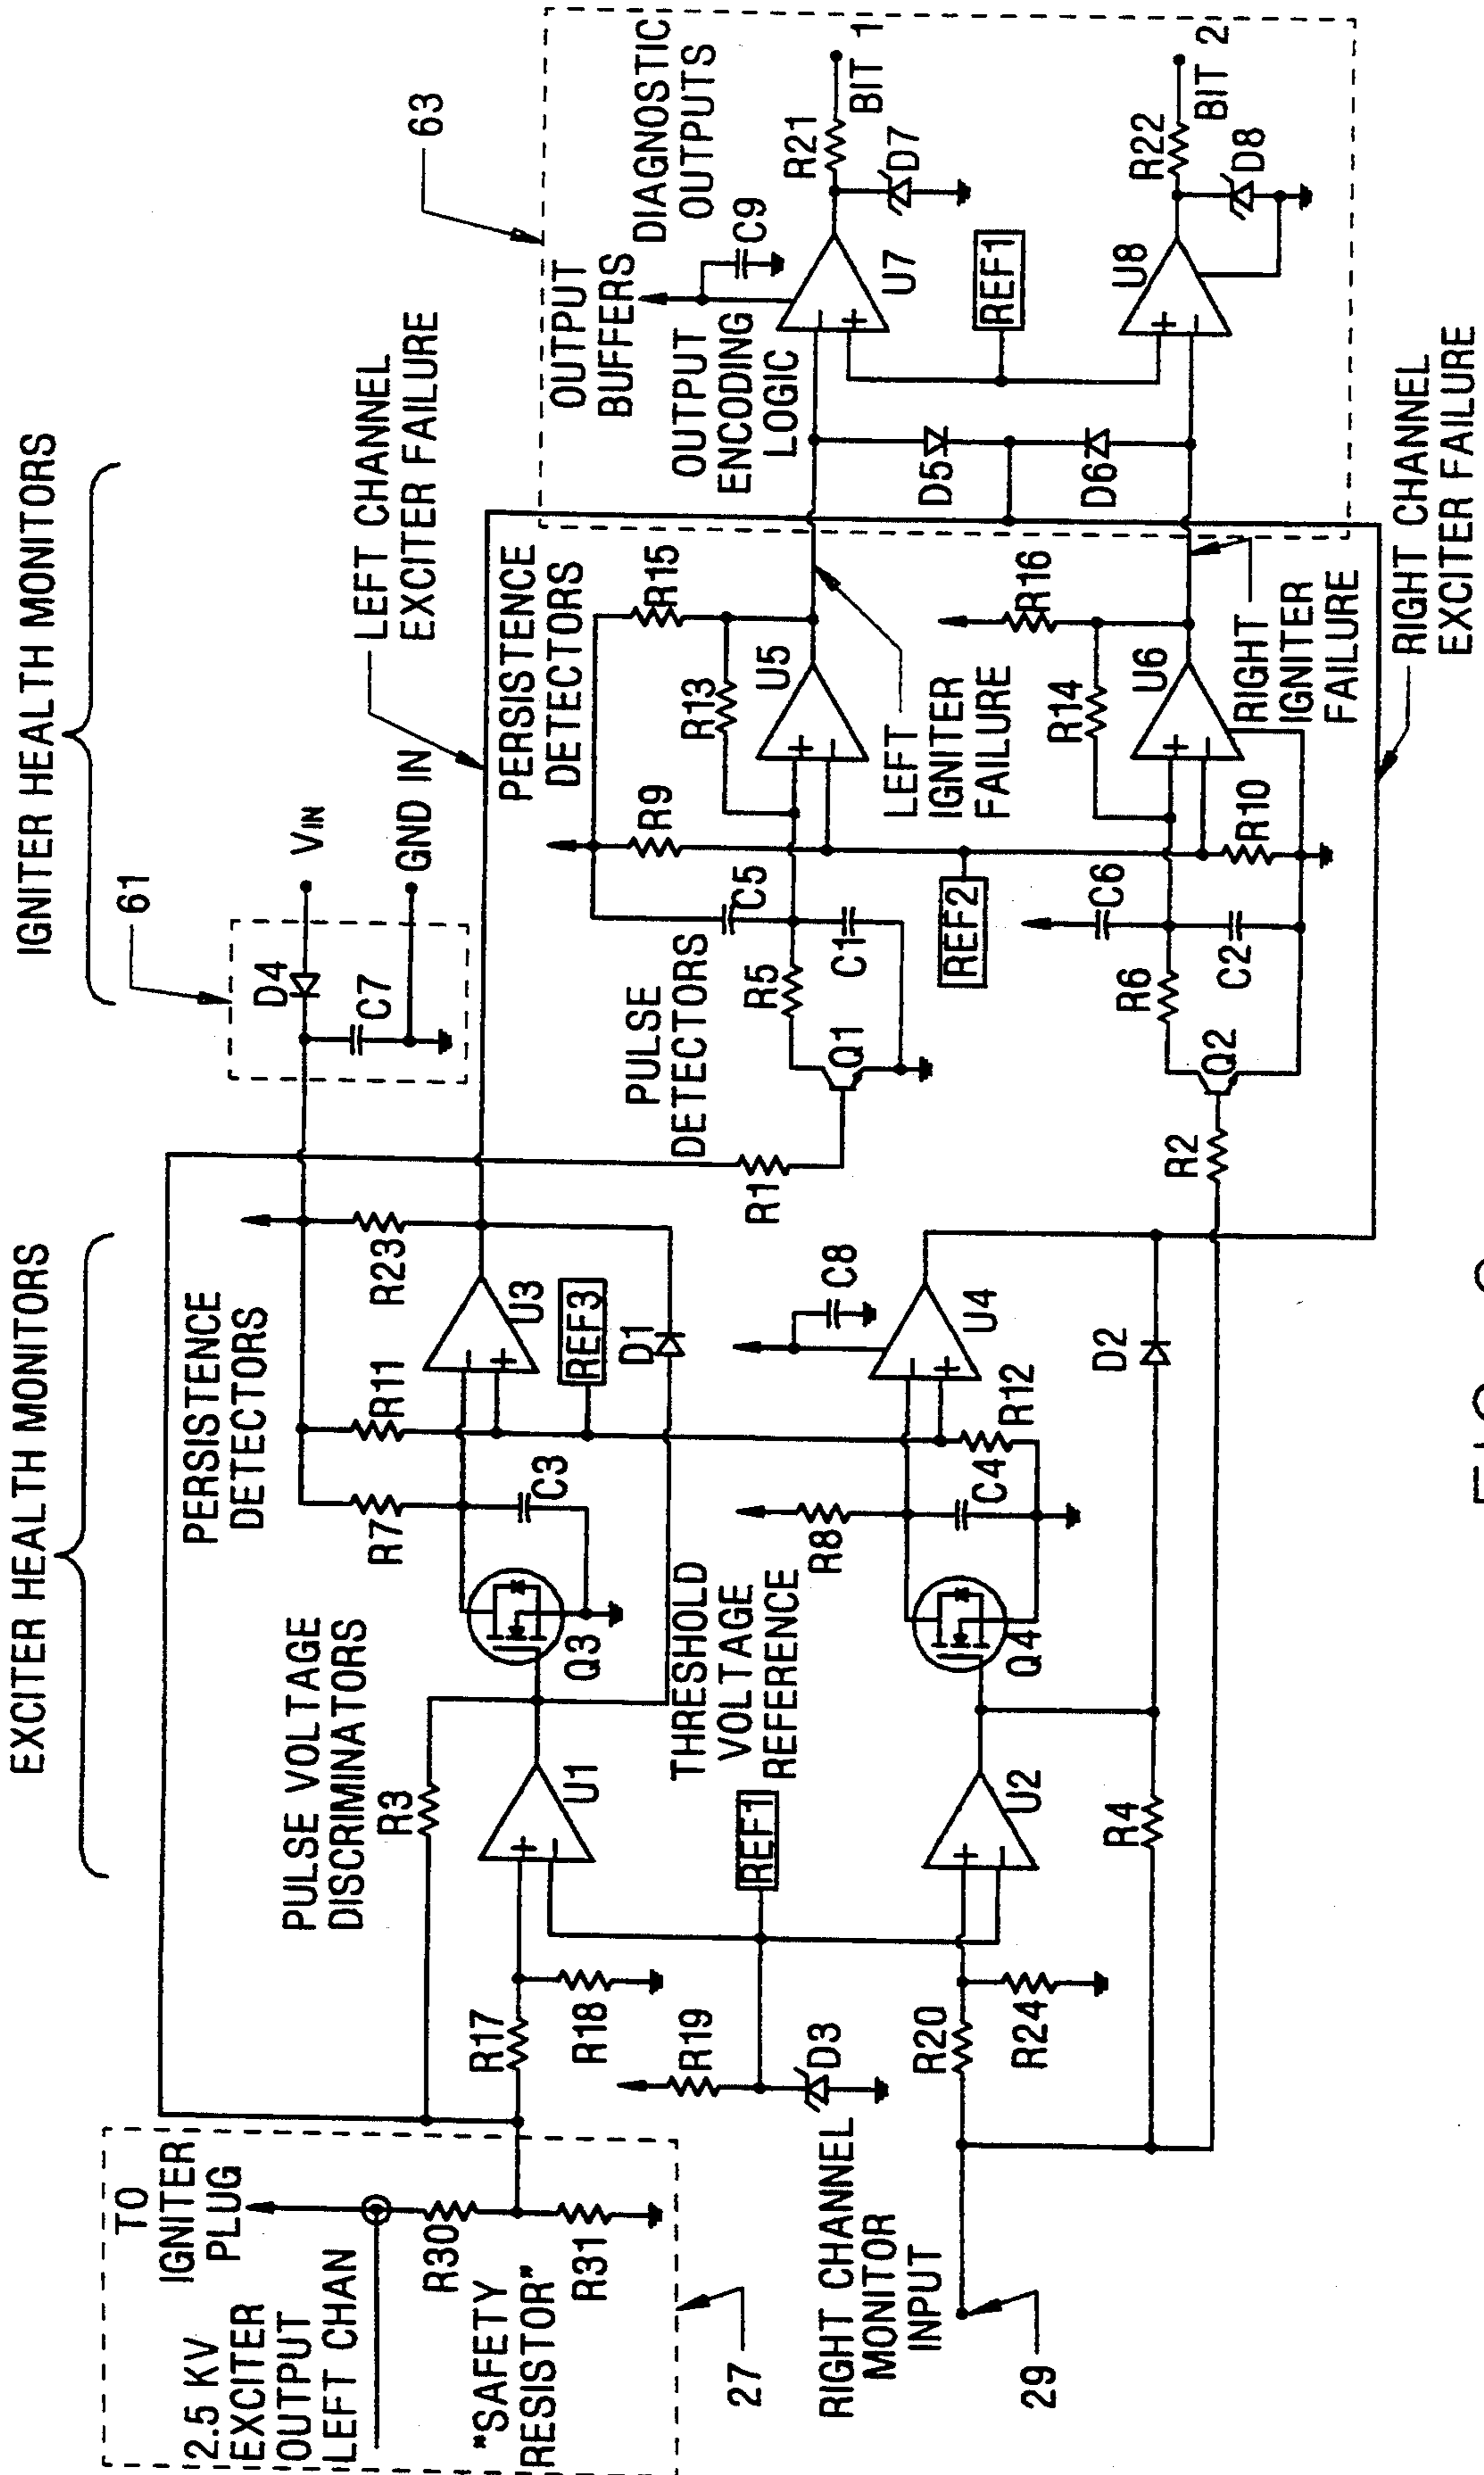 EXCITER HEALTH MONITORS
IGNITER HEALTH MONITORS
TO
IGNITER
PLUG
2.5 KV
EXCITER
OUTPUT
LEFT CHAN
R30
"SAFETY
RESISTOR"
R31
27
RIGHT CHANNEL
MONITOR
INPUT
29
PULSE VOLTAGE
DISCRIMINATORS
R3
R17
R18
U1
+
−
R19
D3
REF1
THRESHOLD
VOLTAGE
REFERENCE
R20
R24
U2
+
−
R4
PERSISTENCE
DETECTORS
R7
R11
R23
Q3
C3
U3
−
+
REF3
D1
R8
Q4
C4
R12
C8
U4
−
+
D2
61
D4
VIN
C7
GND IN
LEFT CHANNEL
EXCITER FAILURE
R1
PULSE
DETECTORS
Q1
R5
C5
C1
R9
PERSISTENCE
DETECTORS
R13
R15
U5
+
−
LEFT
IGNITER
FAILURE
REF2
R2
Q2
R6
C6
C2
R10
R14
R16
U6
+
−
RIGHT
IGNITER
FAILURE
RIGHT CHANNEL
EXCITER FAILURE
63
OUTPUT
BUFFERS
DIAGNOSTIC
OUTPUTS
OUTPUT
ENCODING
LOGIC
C9
U7
−
+
R21
D7
BIT 1
REF1
D5
D6
U8
+
−
R22
D8
BIT 2